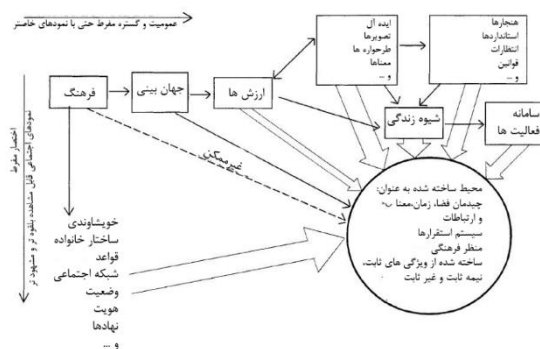 عمومیت و گستره مفرط حتی با نمودهای خاصتر
ایده آل
تصویرها
طرحواره ها
معناها
و ...
هنجارها
استانداردها
انتظارات
قوانین
و ...
فرهنگ
جهان بینی
ارزش ها
شیوه زندگی
سامانه
فعالیت ها
غیرممکن
اختصار مفرط
نمودهای اجتماعی قابل مشاهده بلقوه تر و مشهودتر
خویشاوندی
ساختار خانواده
قواعد
شبکه اجتماعی
وضعیت
هویت
نهادها
و ...
محیط ساخته شده به عنوان:
چیدمان فضا، زمان،معنا
و ارتباطات
سیستم استقرارها
منظر فرهنگی
ساخته شده از ویژگی های ثابت،
نیمه ثابت و غیر ثابت